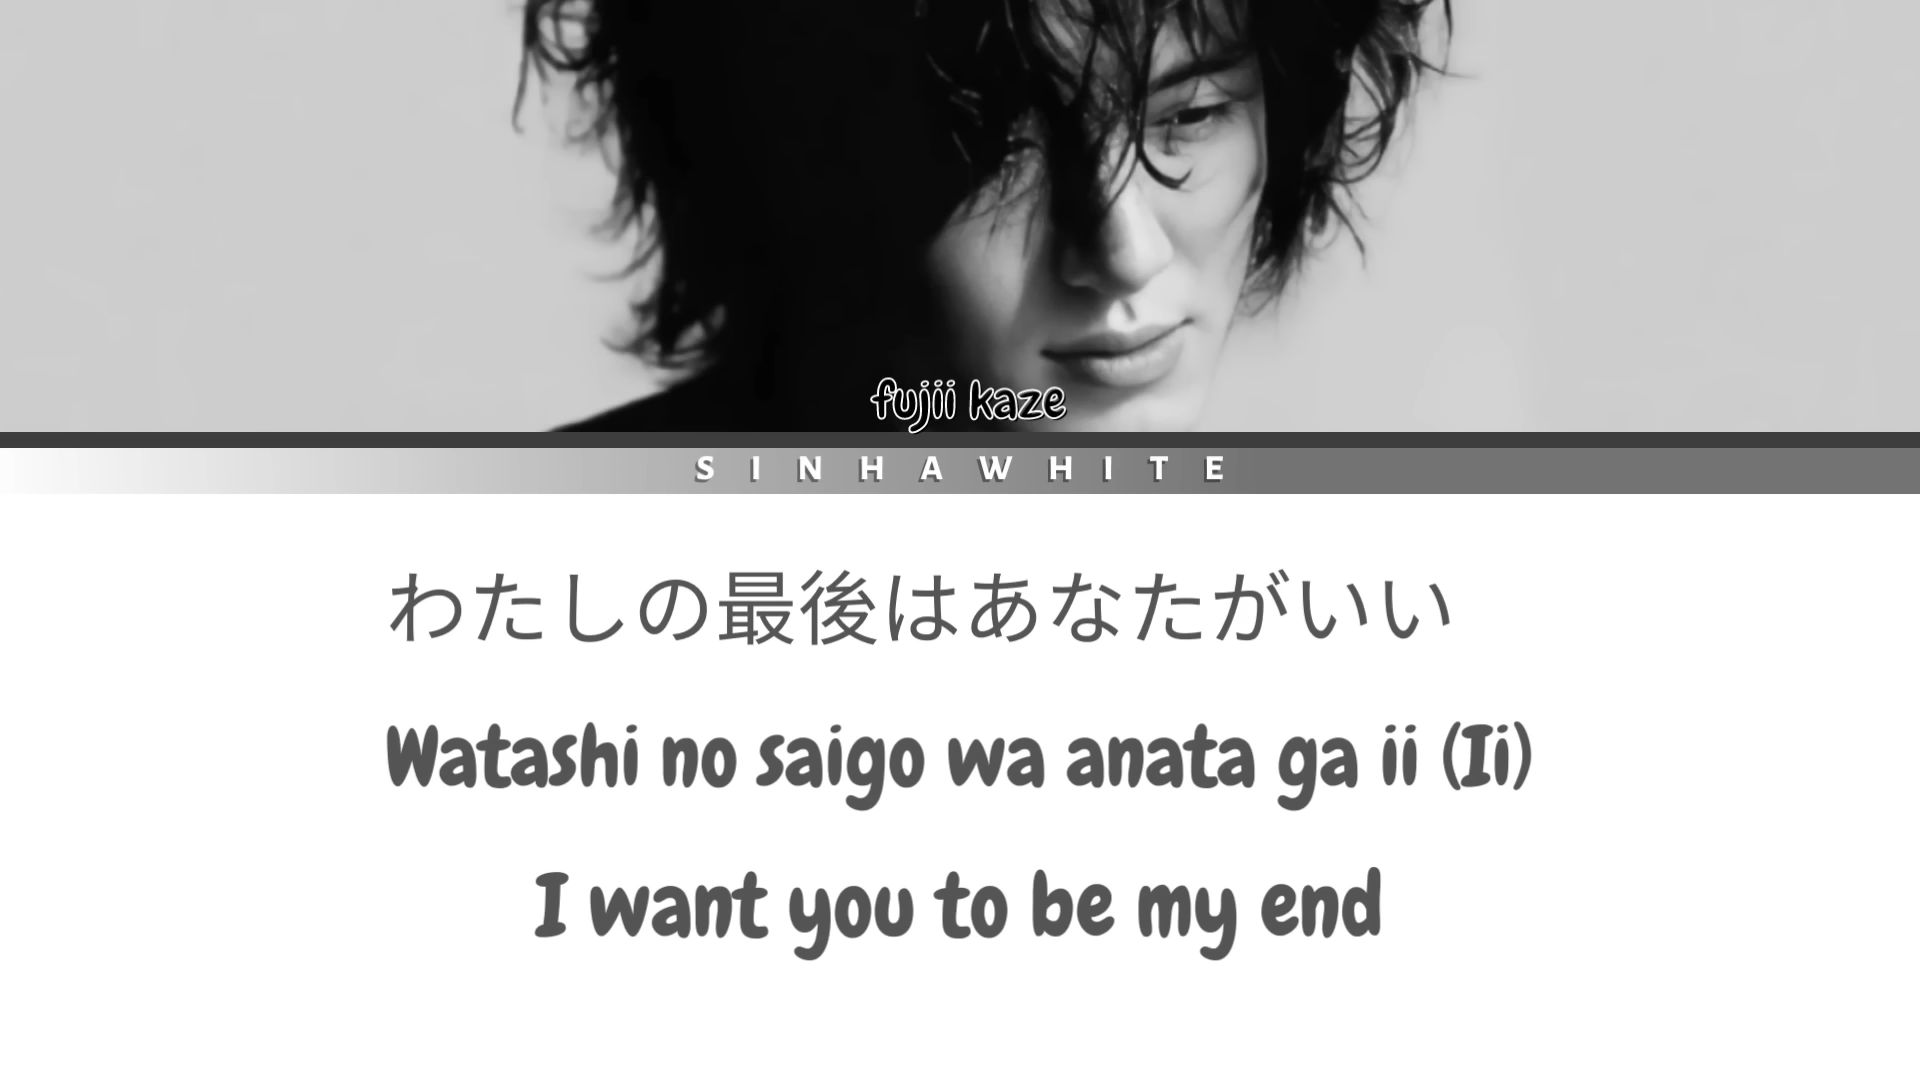 fujii kaze
SINHAWHITE
わたしの最後はあなたがいい
Watashi no saigo wa anata ga ii (Ii)
I want you to be my end